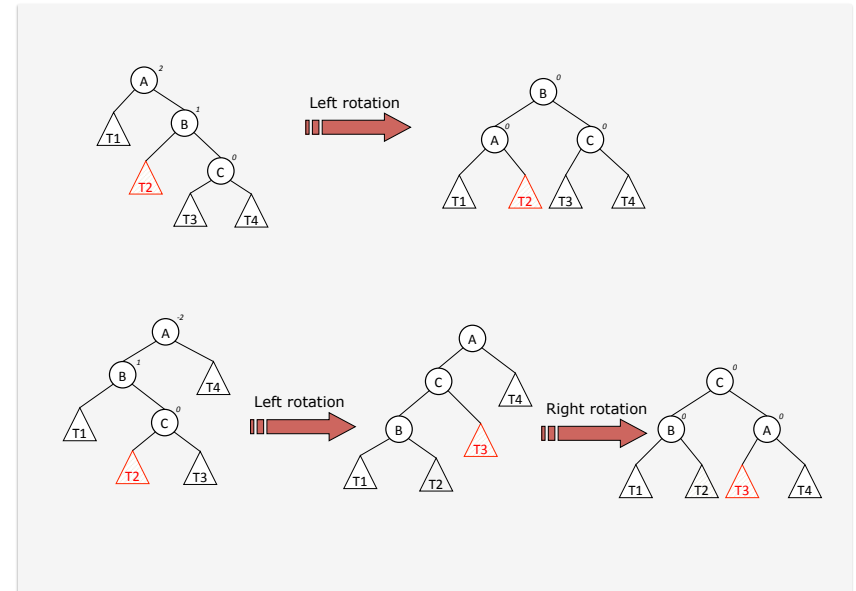 A 2
B 1
T1
T2
C 0
T3 T4
Left rotation
B 0
A 0
C 0
T1 T2 T3 T4
A -2
B 1
T4
T1
C 0
T2 T3
Left rotation
A
C
T4
B
T3
T1 T2
Right rotation
C 0
B 0
A 0
T1 T2 T3 T4